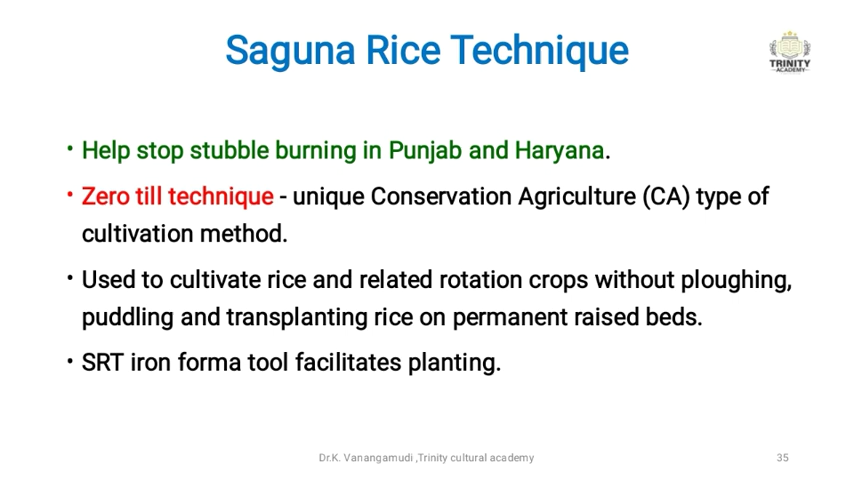 Saguna Rice Technique
TRINITY
ACADEMY
• Help stop stubble burning in Punjab and Haryana.
• Zero till technique - unique Conservation Agriculture (CA) type of
cultivation method.
• Used to cultivate rice and related rotation crops without ploughing,
puddling and transplanting rice on permanent raised beds.
• SRT iron forma tool facilitates planting.
Dr.K. Vanangamudi ,Trinity cultural academy
35